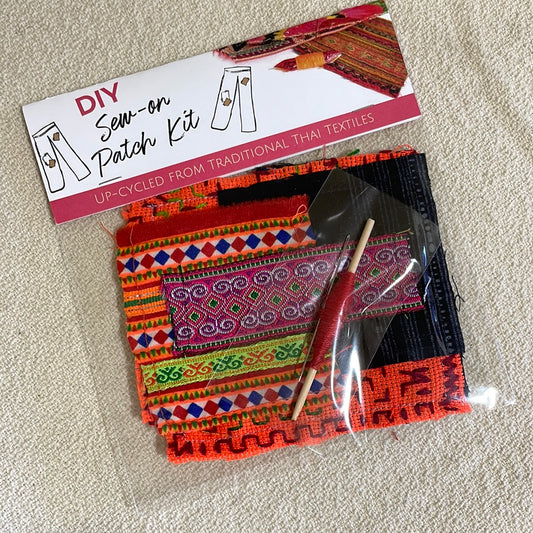 DIY
Sew-on
Patch Kit
UP-CYCLED FROM TRADITIONAL THAI TEXTILES